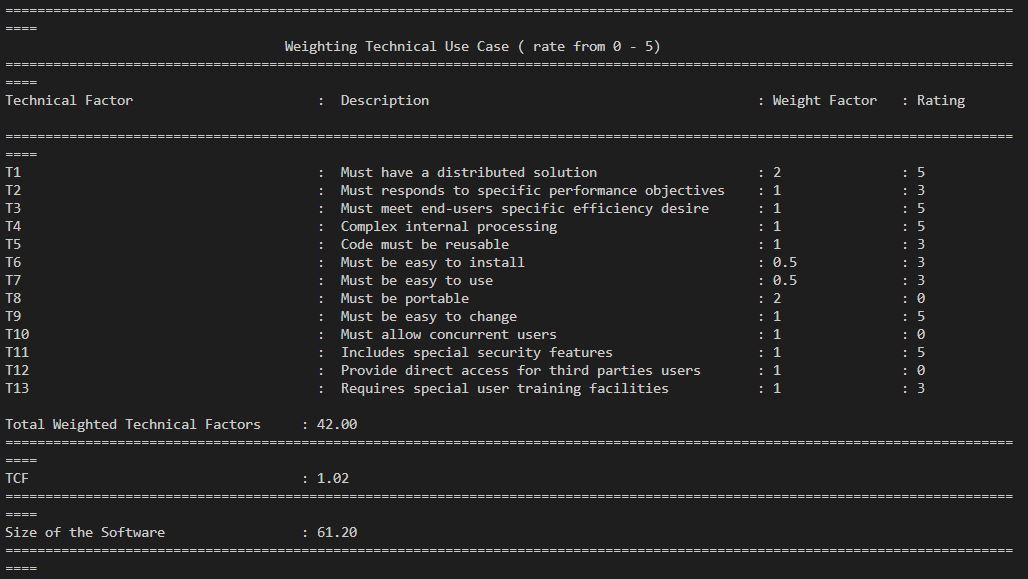 ==============================================================================================================================
====
Weighting Technical Use Case ( rate from 0 - 5)
==============================================================================================================================
====
Technical Factor : Description : Weight Factor : Rating
==============================================================================================================================
====
T1 : Must have a distributed solution : 2 : 5
T2 : Must responds to specific performance objectives : 1 : 3
T3 : Must meet end-users specific efficiency desire : 1 : 5
T4 : Complex internal processing : 1 : 5
T5 : Code must be reusable : 1 : 3
T6 : Must be easy to install : 0.5 : 3
T7 : Must be easy to use : 0.5 : 3
T8 : Must be portable : 2 : 0
T9 : Must be easy to change : 1 : 5
T10 : Must allow concurrent users : 1 : 0
T11 : Includes special security features : 1 : 5
T12 : Provide direct access for third parties users : 1 : 0
T13 : Requires special user training facilities : 1 : 3
Total Weighted Technical Factors : 42.00
==============================================================================================================================
====
TCF : 1.02
==============================================================================================================================
====
Size of the Software : 61.20
==============================================================================================================================
====